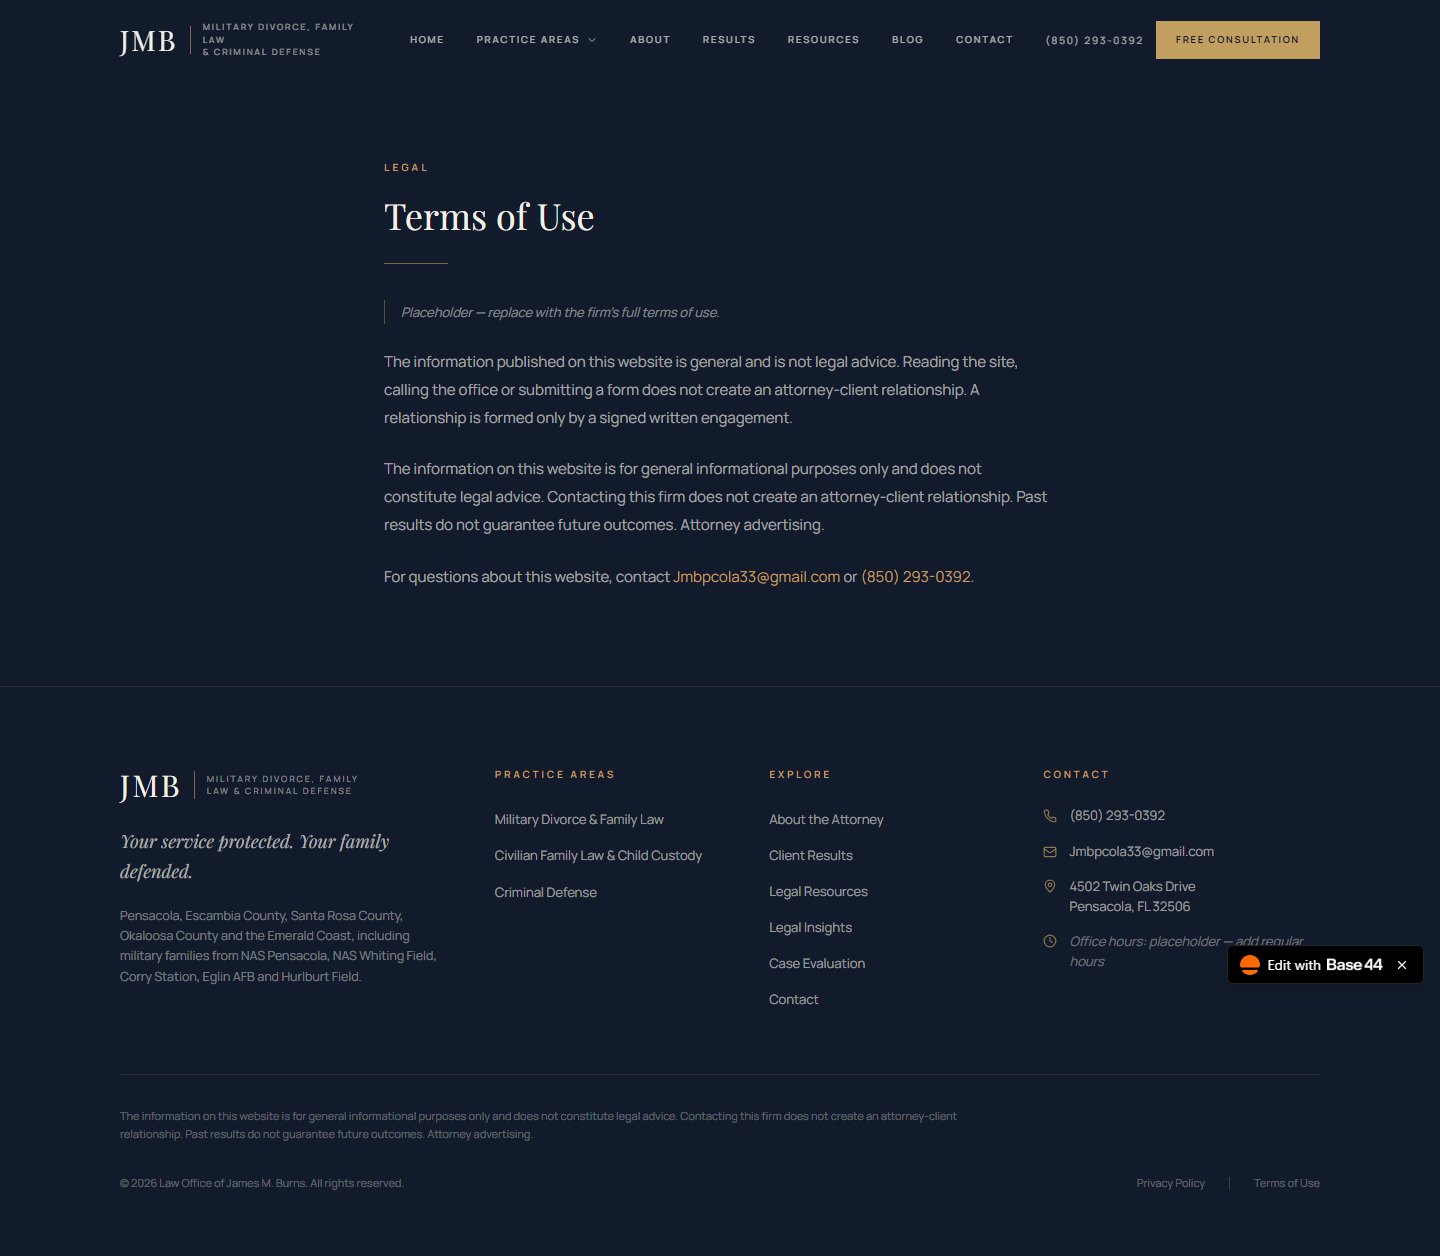 JMB
MILITARY DIVORCE, FAMILY
LAW
& CRIMINAL DEFENSE
HOME
PRACTICE AREAS
ABOUT
RESULTS
RESOURCES
BLOG
CONTACT
(850) 293-0392
FREE CONSULTATION
LEGAL
Terms of Use
Placeholder — replace with the firm's full terms of use.
The information published on this website is general and is not legal advice. Reading the site,
calling the office or submitting a form does not create an attorney-client relationship. A
relationship is formed only by a signed written engagement.
The information on this website is for general informational purposes only and does not
constitute legal advice. Contacting this firm does not create an attorney-client relationship. Past
results do not guarantee future outcomes. Attorney advertising.
For questions about this website, contact Jmbpcola33@gmail.com or (850) 293-0392.
JMB
MILITARY DIVORCE, FAMILY
LAW & CRIMINAL DEFENSE
Your service protected. Your family
defended.
Pensacola, Escambia County, Santa Rosa County,
Okaloosa County and the Emerald Coast, including
military families from NAS Pensacola, NAS Whiting Field,
Corry Station, Eglin AFB and Hurlburt Field.
PRACTICE AREAS
Military Divorce & Family Law
Civilian Family Law & Child Custody
Criminal Defense
EXPLORE
About the Attorney
Client Results
Legal Resources
Legal Insights
Case Evaluation
Contact
CONTACT
(850) 293-0392
Jmbpcola33@gmail.com
4502 Twin Oaks Drive
Pensacola, FL 32506
Office hours: placeholder — add regular
hours
Edit with Base44
The information on this website is for general informational purposes only and does not constitute legal advice. Contacting this firm does not create an attorney-client
relationship. Past results do not guarantee future outcomes. Attorney advertising.
© 2026 Law Office of James M. Burns. All rights reserved.
Privacy Policy
Terms of Use